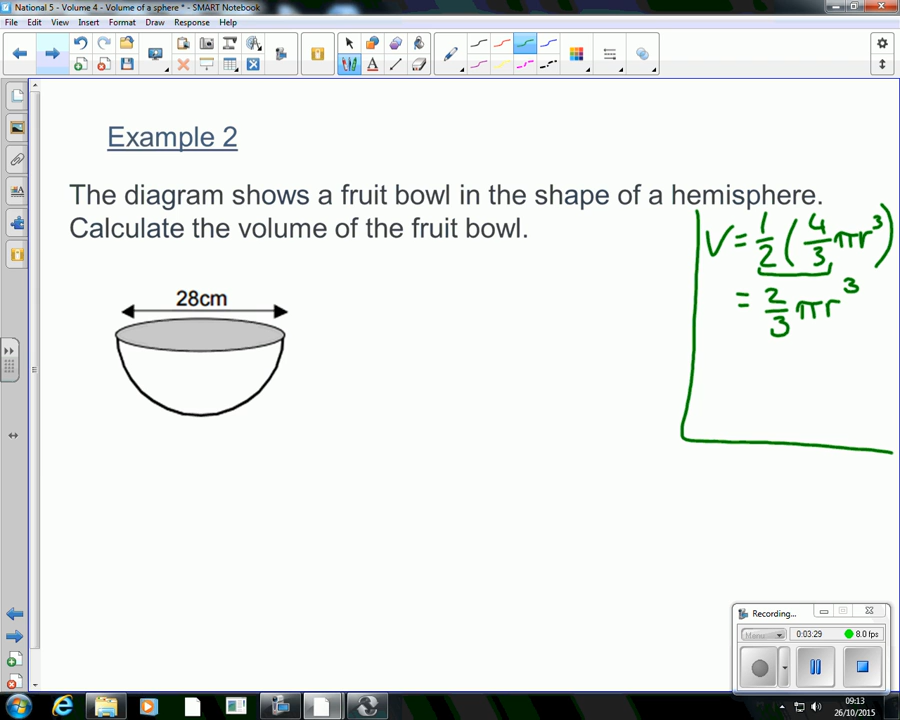 National 5 - Volume 4 - Volume of a sphere * - SMART Notebook
File Edit View Insert Format Draw Response Help
Example 2
The diagram shows a fruit bowl in the shape of a hemisphere.
Calculate the volume of the fruit bowl.
V = 1/2 ( 4/3 πr³ )
= 2/3 πr³
28cm
Recording...
Menu
0:03:29
8.0 fps
09:13
26/10/2015